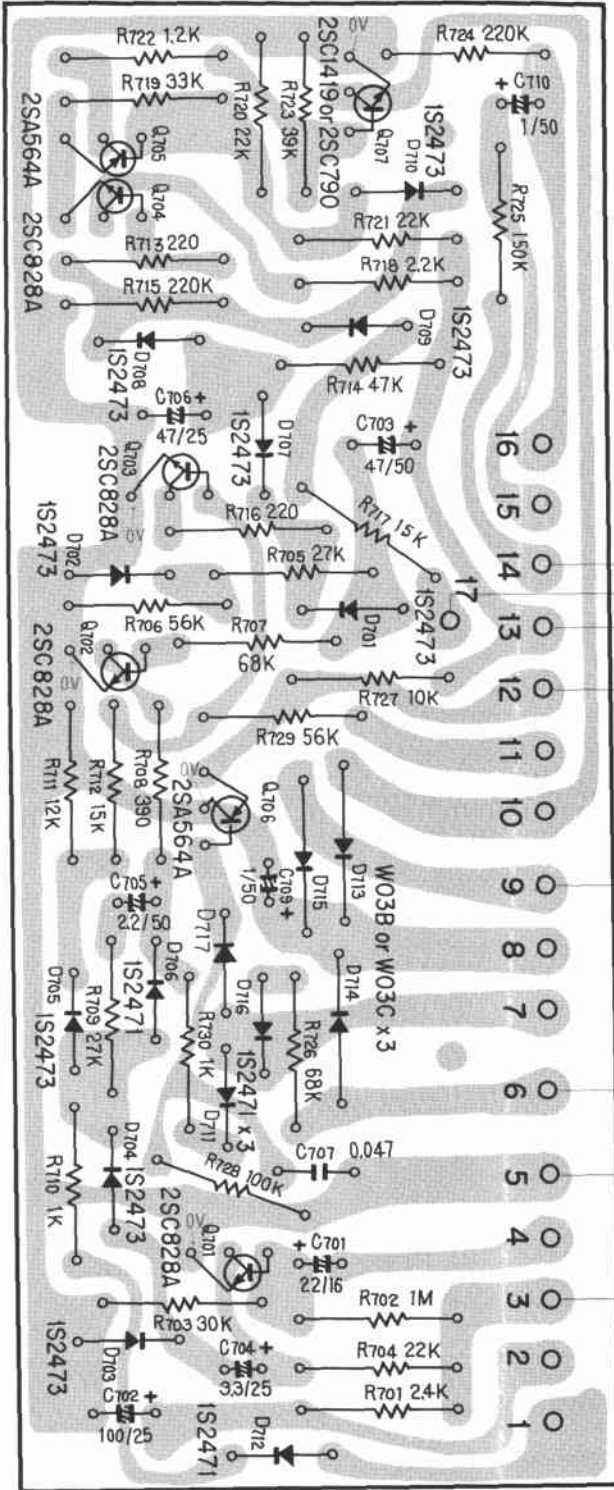 R722 1.2K
R719 33K
2SA564A
Q705
Q704
2SC828A
R713 220
R715 220K
R720 22K
R723 39K
0V
2SC1419 or 2SC790
Q707
R724 220K
C710
1/50
1S2473
D710
R725 150K
R721 22K
R718 2.2K
D708
1S2473
D709
1S2473
R714 47K
C706
47/25
D707
1S2473
C703
47/50
Q703
2SC828A
0V
R716 220
R717 15K
D702
1S2473
R705 27K
R706 56K
D701
1S2473
17
Q702
2SC828A
0V
R707
68K
R727 10K
R729 56K
R711 12K
R712 15K
R708 390
0V
2SA564A
Q706
C705
2.2/50
C709
1/50
D715
D713
W03B or W03C x 3
D717
D706
1S2471
D705
1S2473
R709 27K
D716
D714
R730 1K
D711
1S2471 x 3
R726 68K
R710 1K
D704
1S2473
R728 100K
C707 0.047
2SC828A
0V
Q701
C701
22/16
R703 30K
R702 1M
1S2473
D703
C704
3.3/25
R704 22K
R701 2.4K
C702
100/25
1S2471
D712
16
15
14
13
12
11
10
9
8
7
6
5
4
3
2
1